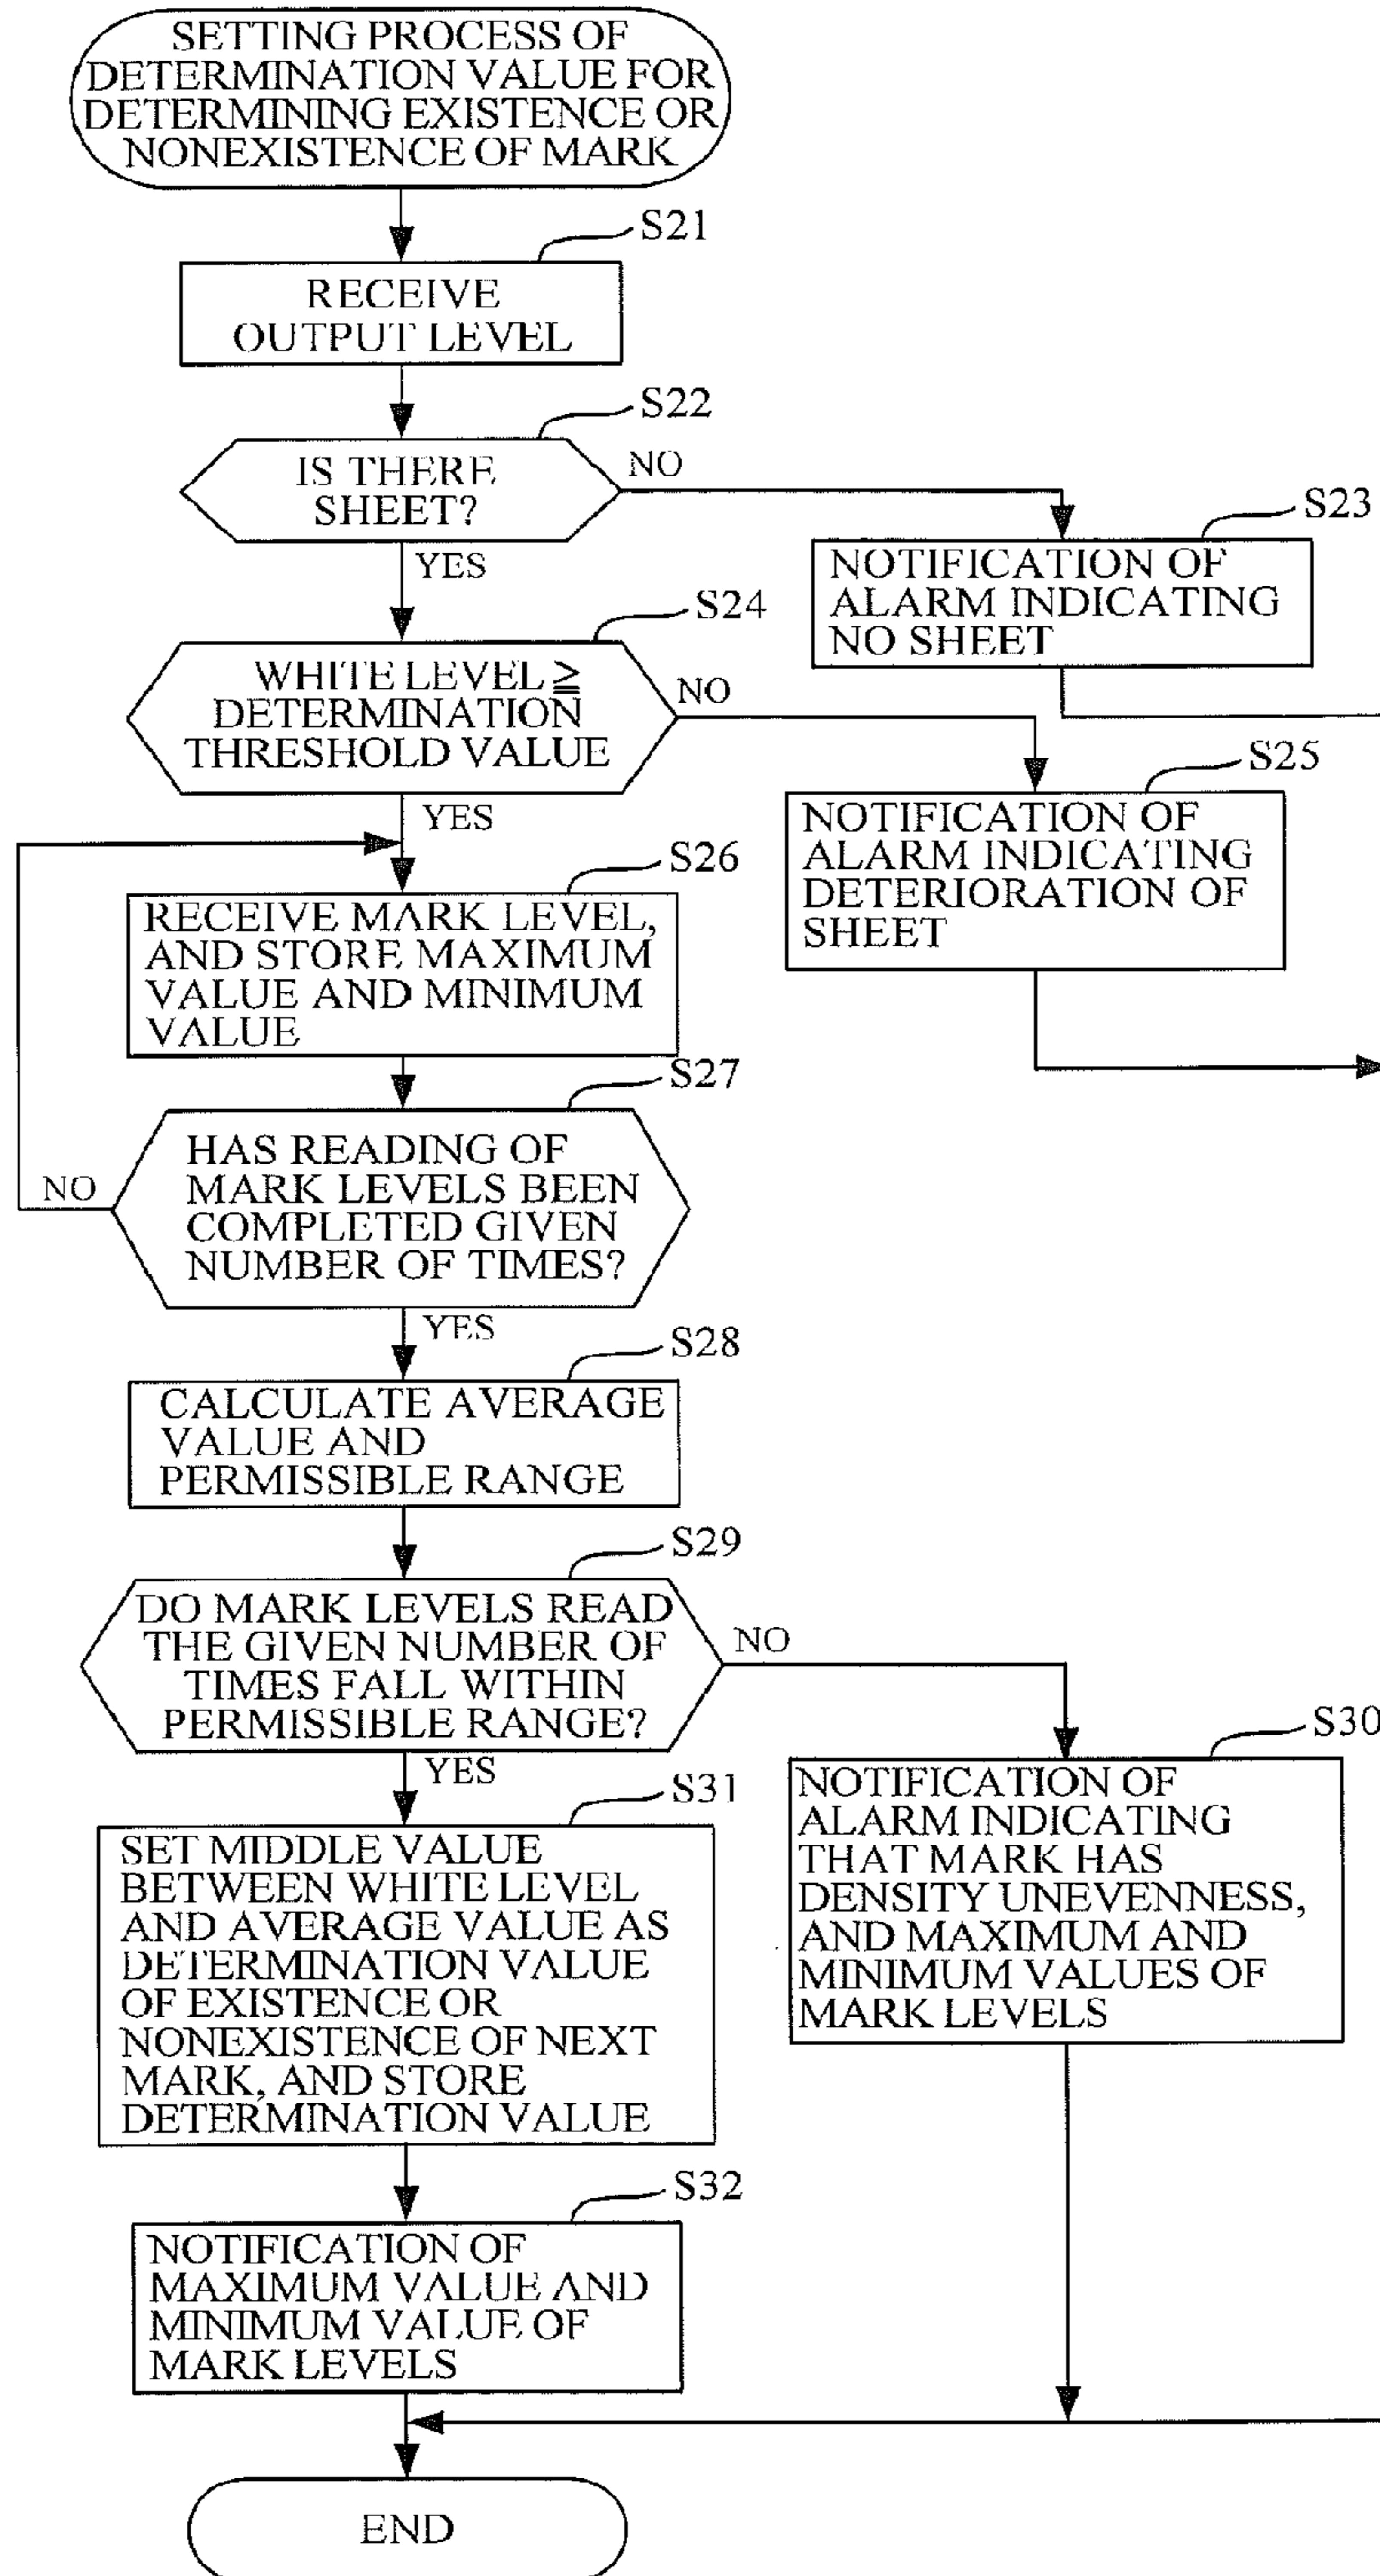 SETTING PROCESS OF
DETERMINATION VALUE FOR
DETERMINING EXISTENCE OR
NONEXISTENCE OF MARK
S21
RECEIVE
OUTPUT LEVEL
S22
IS THERE
SHEET?
NO
YES
S23
NOTIFICATION OF
ALARM INDICATING
NO SHEET
S24
WHITE LEVEL ≧
DETERMINATION
THRESHOLD VALUE
NO
YES
S25
NOTIFICATION OF
ALARM INDICATING
DETERIORATION OF
SHEET
S26
RECEIVE MARK LEVEL,
AND STORE MAXIMUM
VALUE AND MINIMUM
VALUE
S27
HAS READING OF
MARK LEVELS BEEN
COMPLETED GIVEN
NUMBER OF TIMES?
NO
YES
S28
CALCULATE AVERAGE
VALUE AND
PERMISSIBLE RANGE
S29
DO MARK LEVELS READ
THE GIVEN NUMBER OF
TIMES FALL WITHIN
PERMISSIBLE RANGE?
NO
YES
S30
NOTIFICATION OF
ALARM INDICATING
THAT MARK HAS
DENSITY UNEVENNESS,
AND MAXIMUM AND
MINIMUM VALUES OF
MARK LEVELS
S31
SET MIDDLE VALUE
BETWEEN WHITE LEVEL
AND AVERAGE VALUE AS
DETERMINATION VALUE
OF EXISTENCE OR
NONEXISTENCE OF NEXT
MARK, AND STORE
DETERMINATION VALUE
S32
NOTIFICATION OF
MAXIMUM VALUE AND
MINIMUM VALUE OF
MARK LEVELS
END